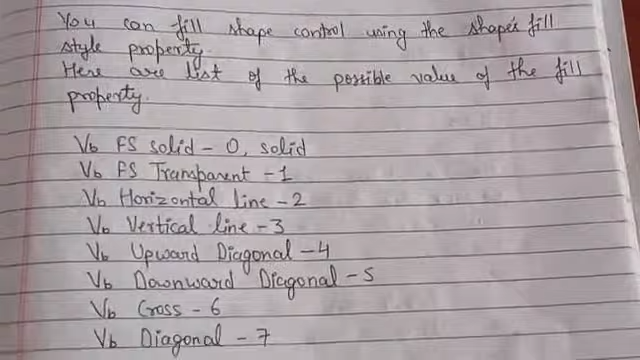 You can fill shape control using the shape's fill
style property.
Here are list of the possible value of the fill
property.
Vb FS solid - 0, solid
Vb FS Transparent - 1
Vb Horizontal line - 2
Vb Vertical line - 3
Vb Upward Diagonal - 4
Vb Downward Diagonal - 5
Vb Cross - 6
Vb Diagonal - 7